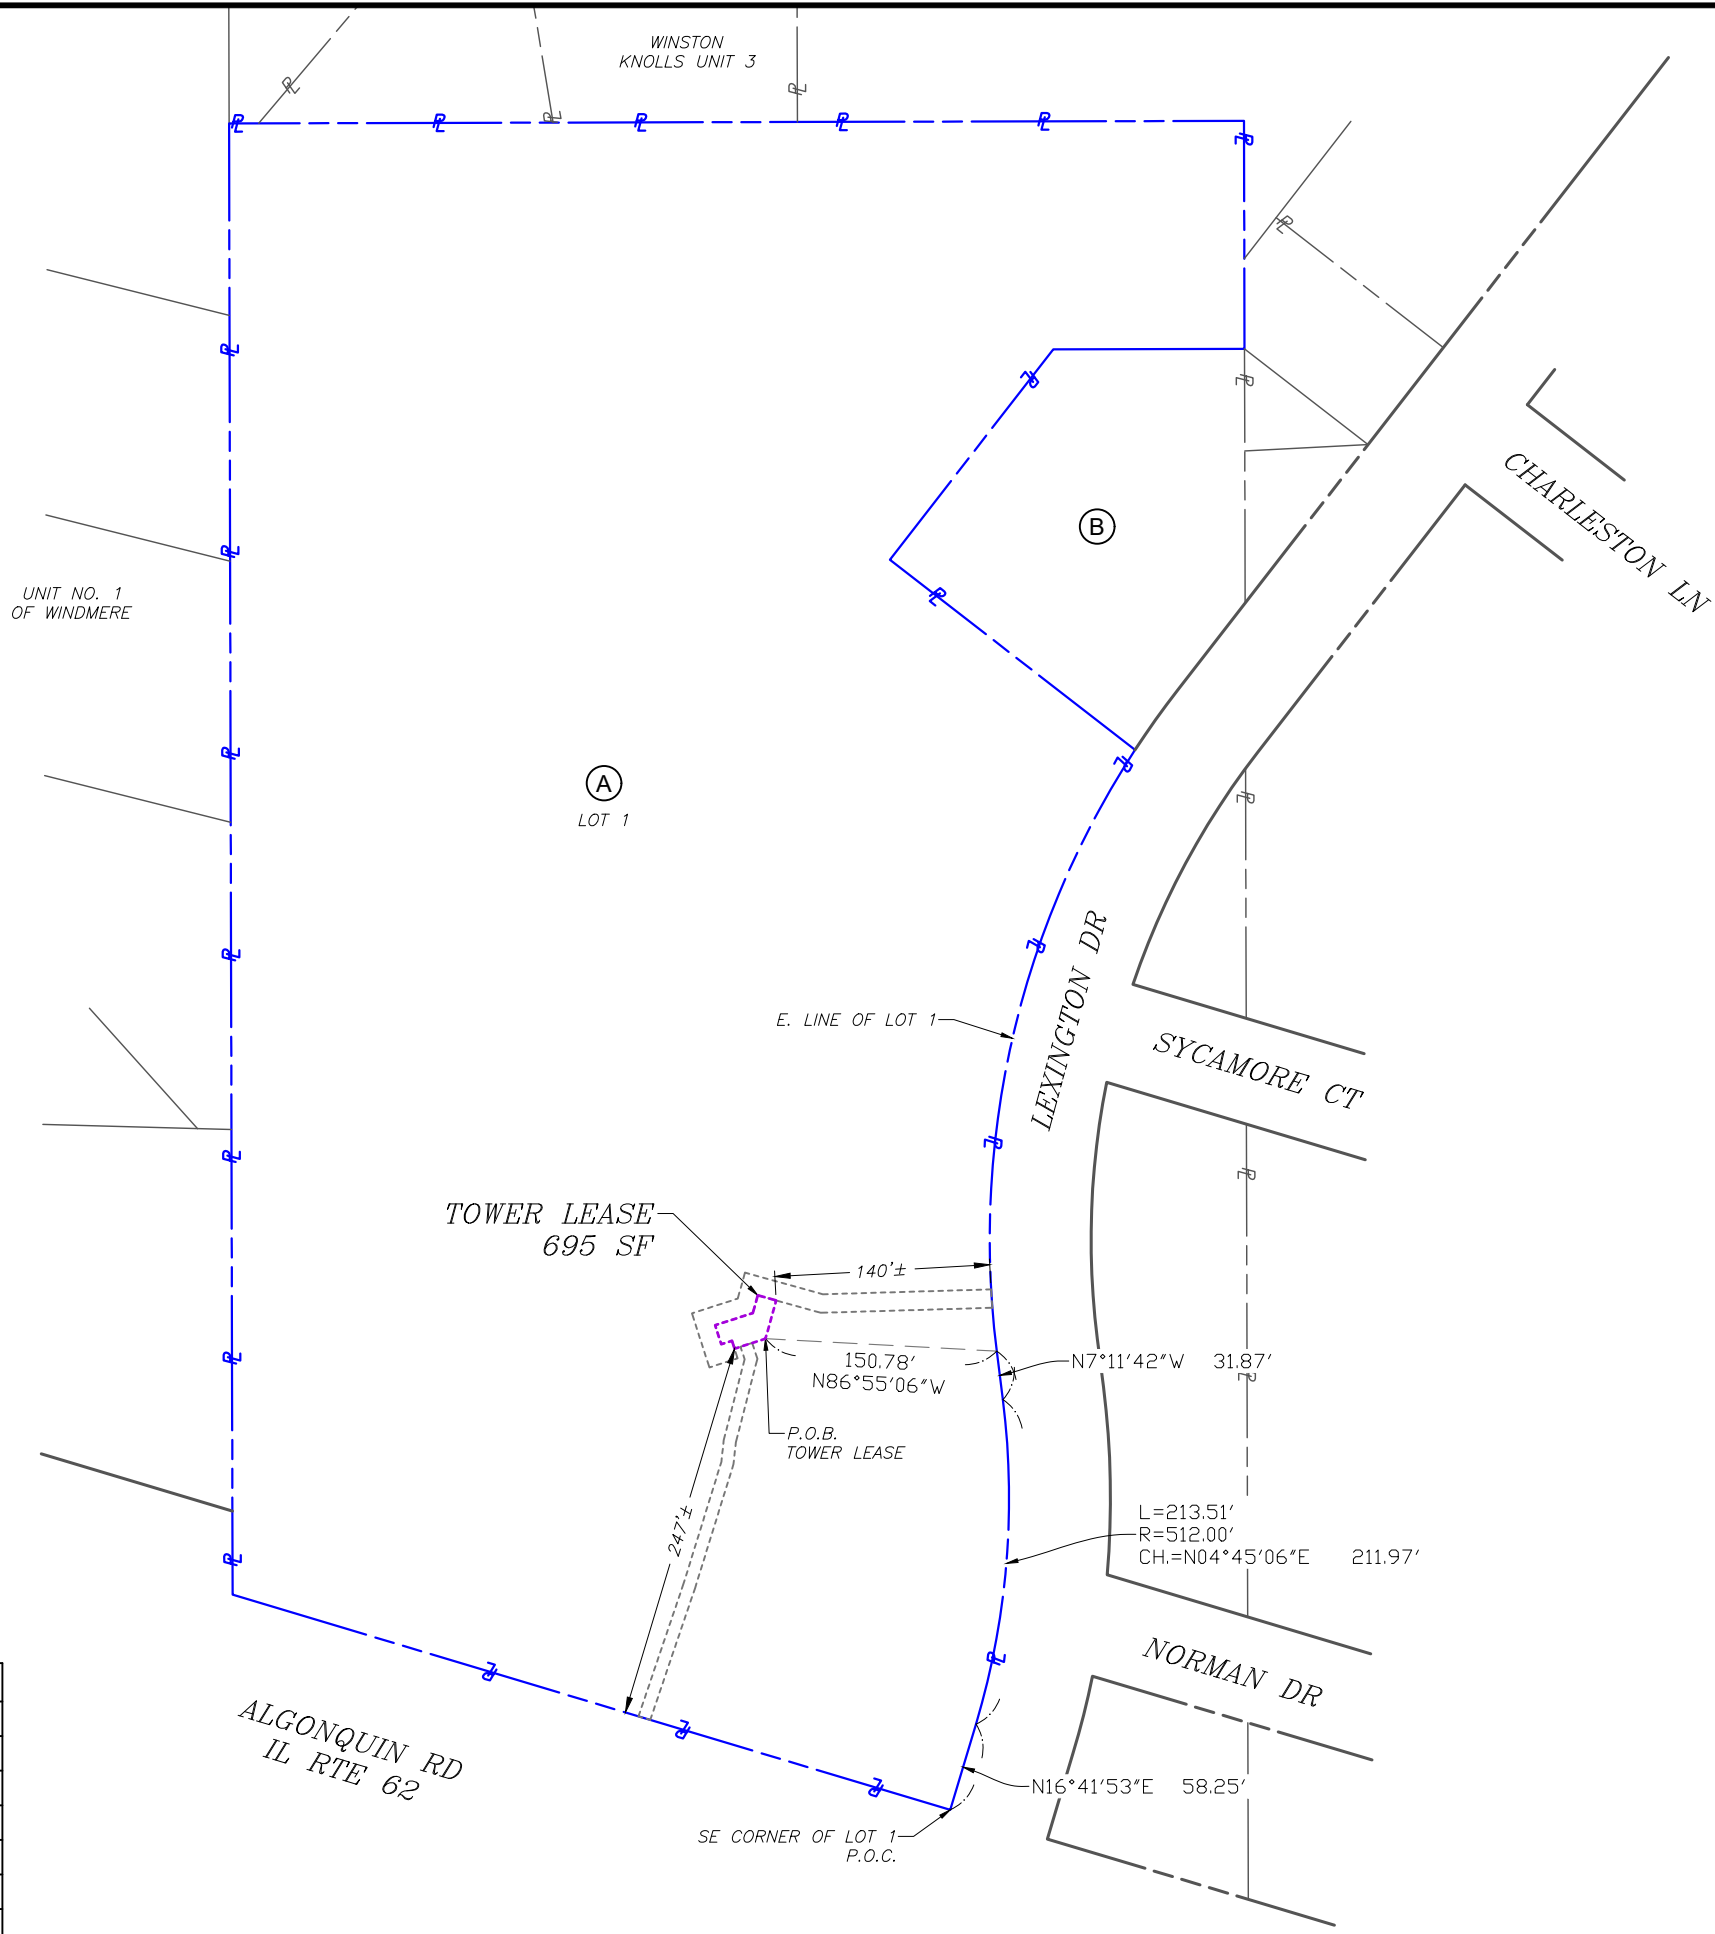 WINSTON
KNOLLS UNIT 3
CHARLESTON LN
B
UNIT NO. 1
OF WINDMERE
A
LOT 1
LEXINGTON DR
E. LINE OF LOT 1
SYCAMORE CT
TOWER LEASE
695 SF
140'±
150.78'
N86°55'06"W
N7°11'42"W 31.87'
P.O.B.
TOWER LEASE
247'±
L=213.51'
R=512.00'
CH.=N04°45'06"E 211.97'
NORMAN DR
ALGONQUIN RD
IL RTE 62
N16°41'53"E 58.25'
SE CORNER OF LOT 1
P.O.C.